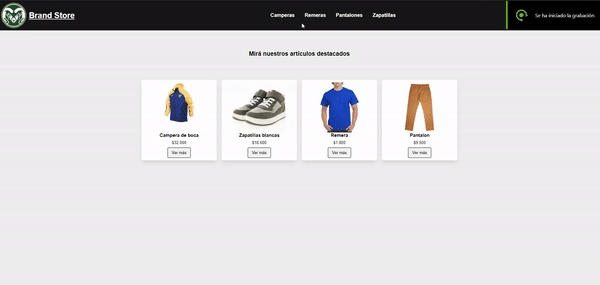 Brand Store
Camperas Remeras Pantalones Zapatillas
Se ha iniciado la grabación
Mirá nuestros artículos destacados
Campera de boca Zapatillas blancas Remera Pantalon
$32.000 $18.600 $1.800 $9.500
Ver más Ver más Ver más Ver más